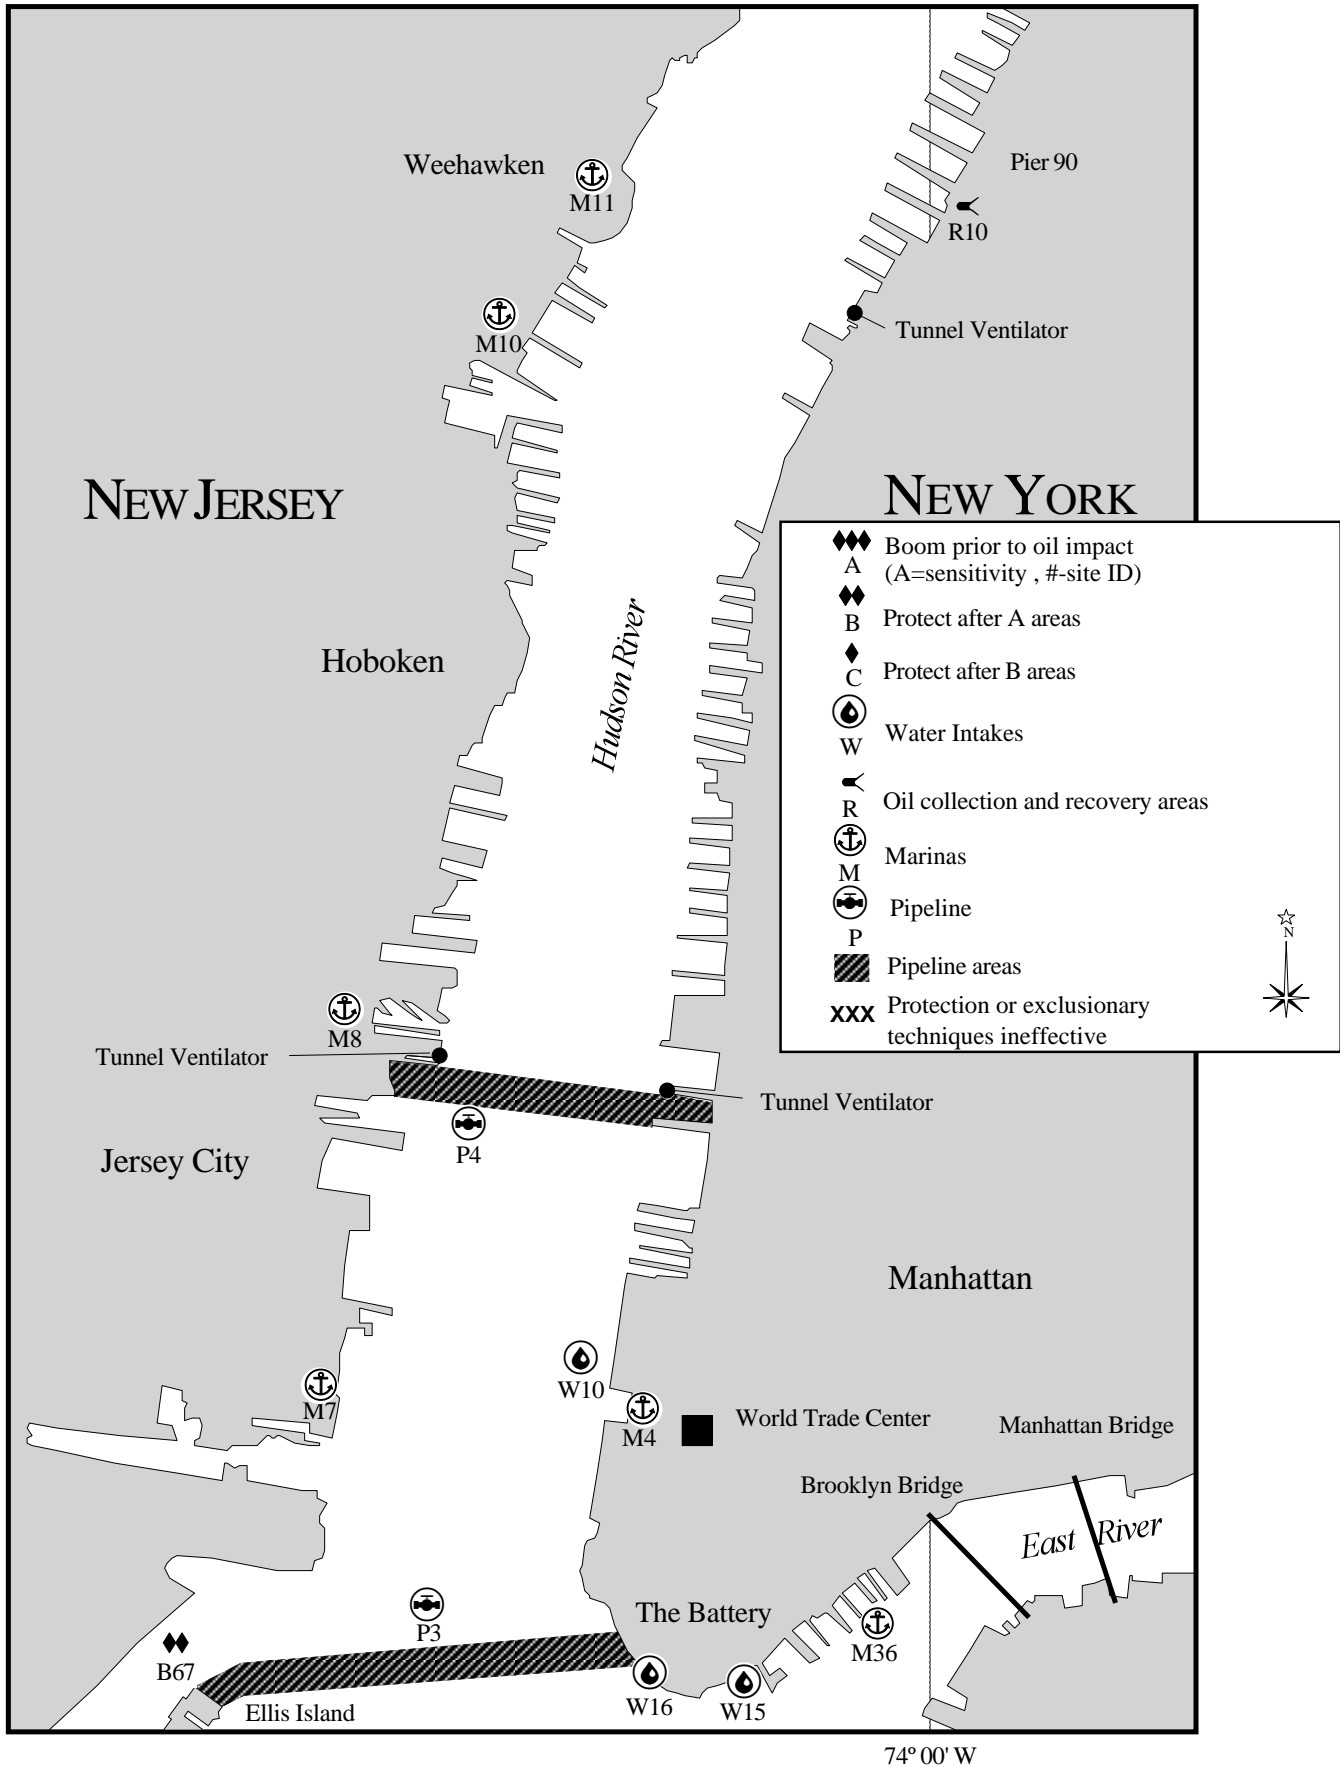 Weehawken
M11
Pier 90
R10
M10
Tunnel Ventilator
NEW JERSEY
NEW YORK
Boom prior to oil impact
A
(A=sensitivity , #-site ID)
B
Protect after A areas
C
Protect after B areas
W
Water Intakes
R
Oil collection and recovery areas
M
Marinas
P
Pipeline
Pipeline areas
XXX
Protection or exclusionary
techniques ineffective
N
Hoboken
Hudson River
M8
Tunnel Ventilator
Tunnel Ventilator
P4
Jersey City
Manhattan
W10
M7
M4
World Trade Center
Manhattan Bridge
Brooklyn Bridge
East River
The Battery
P3
M36
B67
W16
W15
Ellis Island
74° 00' W